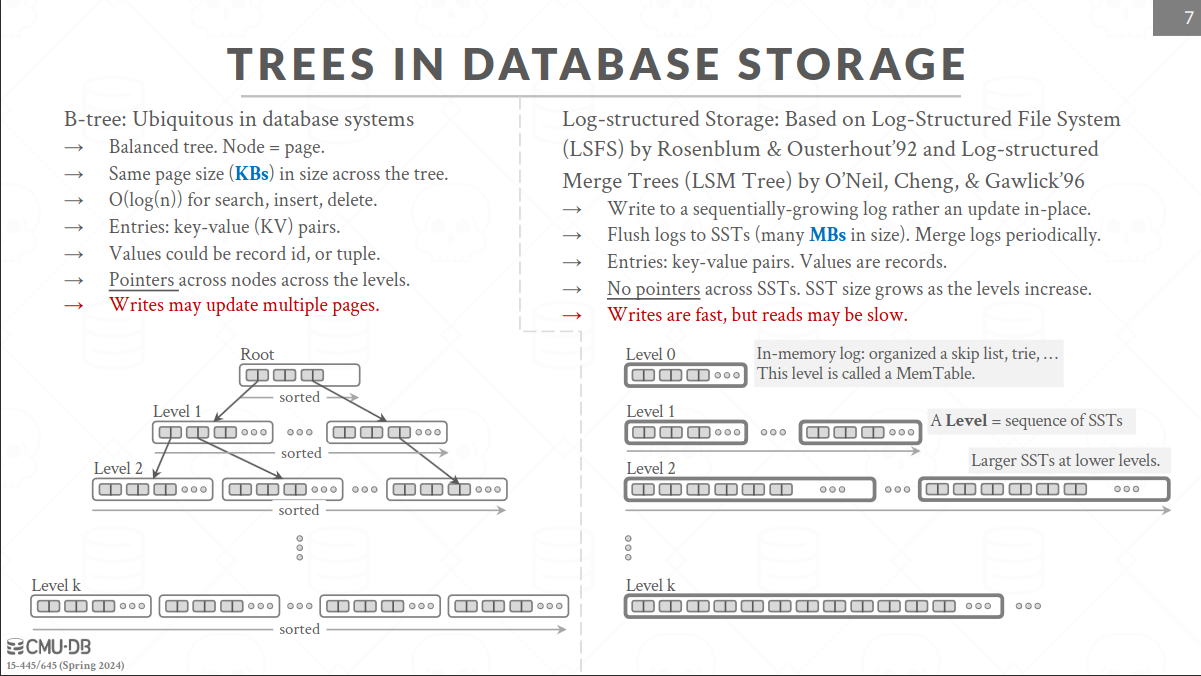 7
TREES IN DATABASE STORAGE
B-tree: Ubiquitous in database systems
→ Balanced tree. Node = page.
→ Same page size (KBs) in size across the tree.
→ O(log(n)) for search, insert, delete.
→ Entries: key-value (KV) pairs.
→ Values could be record id, or tuple.
→ Pointers across nodes across the levels.
→ Writes may update multiple pages.
Root
sorted
Level 1
sorted
Level 2
sorted
Level k
sorted
Log-structured Storage: Based on Log-Structured File System
(LSFS) by Rosenblum & Ousterhout’92 and Log-structured
Merge Trees (LSM Tree) by O’Neil, Cheng, & Gawlick’96
→ Write to a sequentially-growing log rather an update in-place.
→ Flush logs to SSTs (many MBs in size). Merge logs periodically.
→ Entries: key-value pairs. Values are records.
→ No pointers across SSTs. SST size grows as the levels increase.
→ Writes are fast, but reads may be slow.
Level 0
In-memory log: organized a skip list, trie, …
This level is called a MemTable.
Level 1
A Level = sequence of SSTs
Level 2
Larger SSTs at lower levels.
Level k
CMU·DB
15-445/645 (Spring 2024)